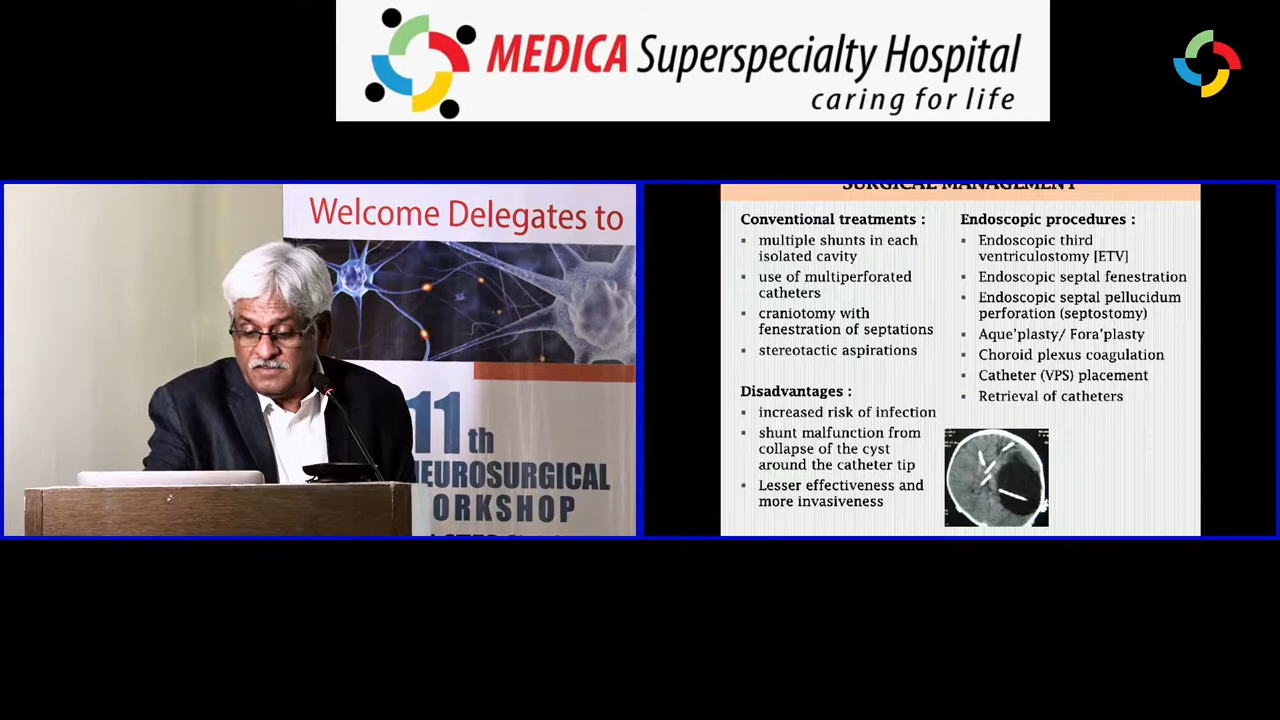 MEDICA Superspecialty Hospital
caring for life
Welcome Delegates to
11th
NEUROSURGICAL
WORKSHOP
SURGICAL MANAGEMENT
Conventional treatments :
▪ multiple shunts in each
isolated cavity
▪ use of multiperforated
catheters
▪ craniotomy with
fenestration of septations
▪ stereotactic aspirations
Disadvantages :
▪ increased risk of infection
▪ shunt malfunction from
collapse of the cyst
around the catheter tip
▪ Lesser effectiveness and
more invasiveness
Endoscopic procedures :
▪ Endoscopic third
ventriculostomy [ETV]
▪ Endoscopic septal fenestration
▪ Endoscopic septal pellucidum
perforation (septostomy)
▪ Aque'plasty/ Fora'plasty
▪ Choroid plexus coagulation
▪ Catheter (VPS) placement
▪ Retrieval of catheters